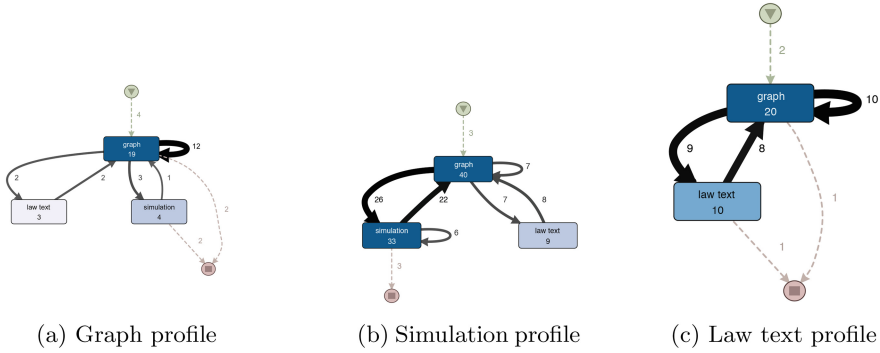 4
graph
19
12
2
2
3
1
law text
3
simulation
4
2
2
(a) Graph profile
3
graph
40
7
26
22
7
8
simulation
33
6
law text
9
3
(b) Simulation profile
2
graph
20
10
9
8
law text
10
1
1
(c) Law text profile